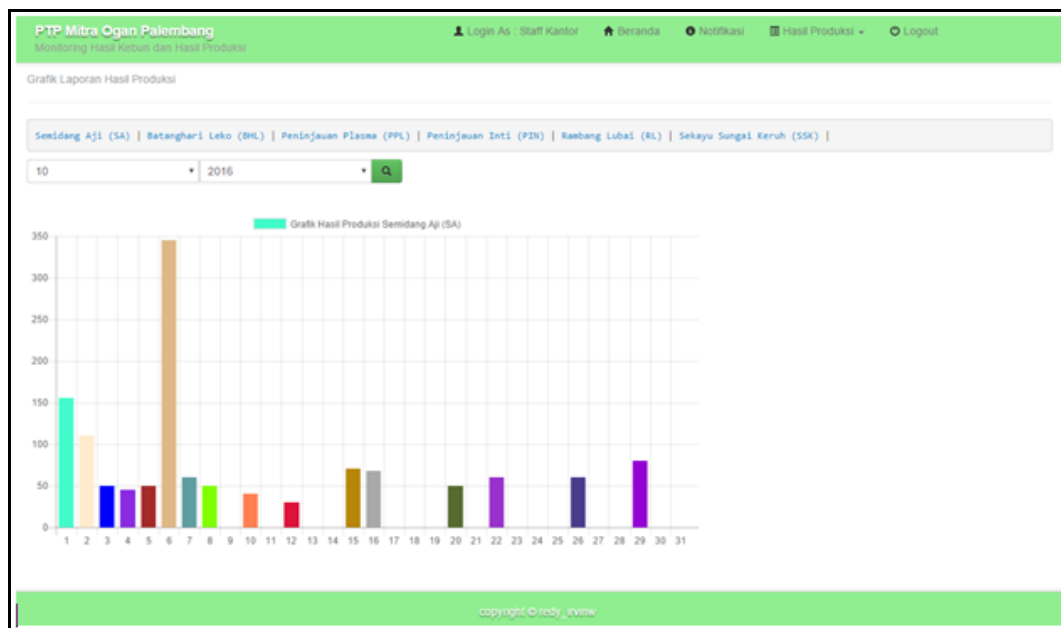 PTP Mitra Ogan Palembang
Monitoring Hasil Kebun dan Hasil Produksi
Login As : Staff Kantor Beranda Notifikasi Hasil Produksi Logout
Grafik Laporan Hasil Produksi
Semidang Aji (SA) | Batanghari Leko (BHL) | Peninjauan Plasma (PPL) | Peninjauan Inti (PIN) | Rambang Lubai (RL) | Sekayu Sungai Keruh (SSK) |
10 2016
Grafik Hasil Produksi Semidang Aji (SA)
350
300
250
200
150
100
50
0
1 2 3 4 5 6 7 8 9 10 11 12 13 14 15 16 17 18 19 20 21 22 23 24 25 26 27 28 29 30 31
copyright © redy_irvinw